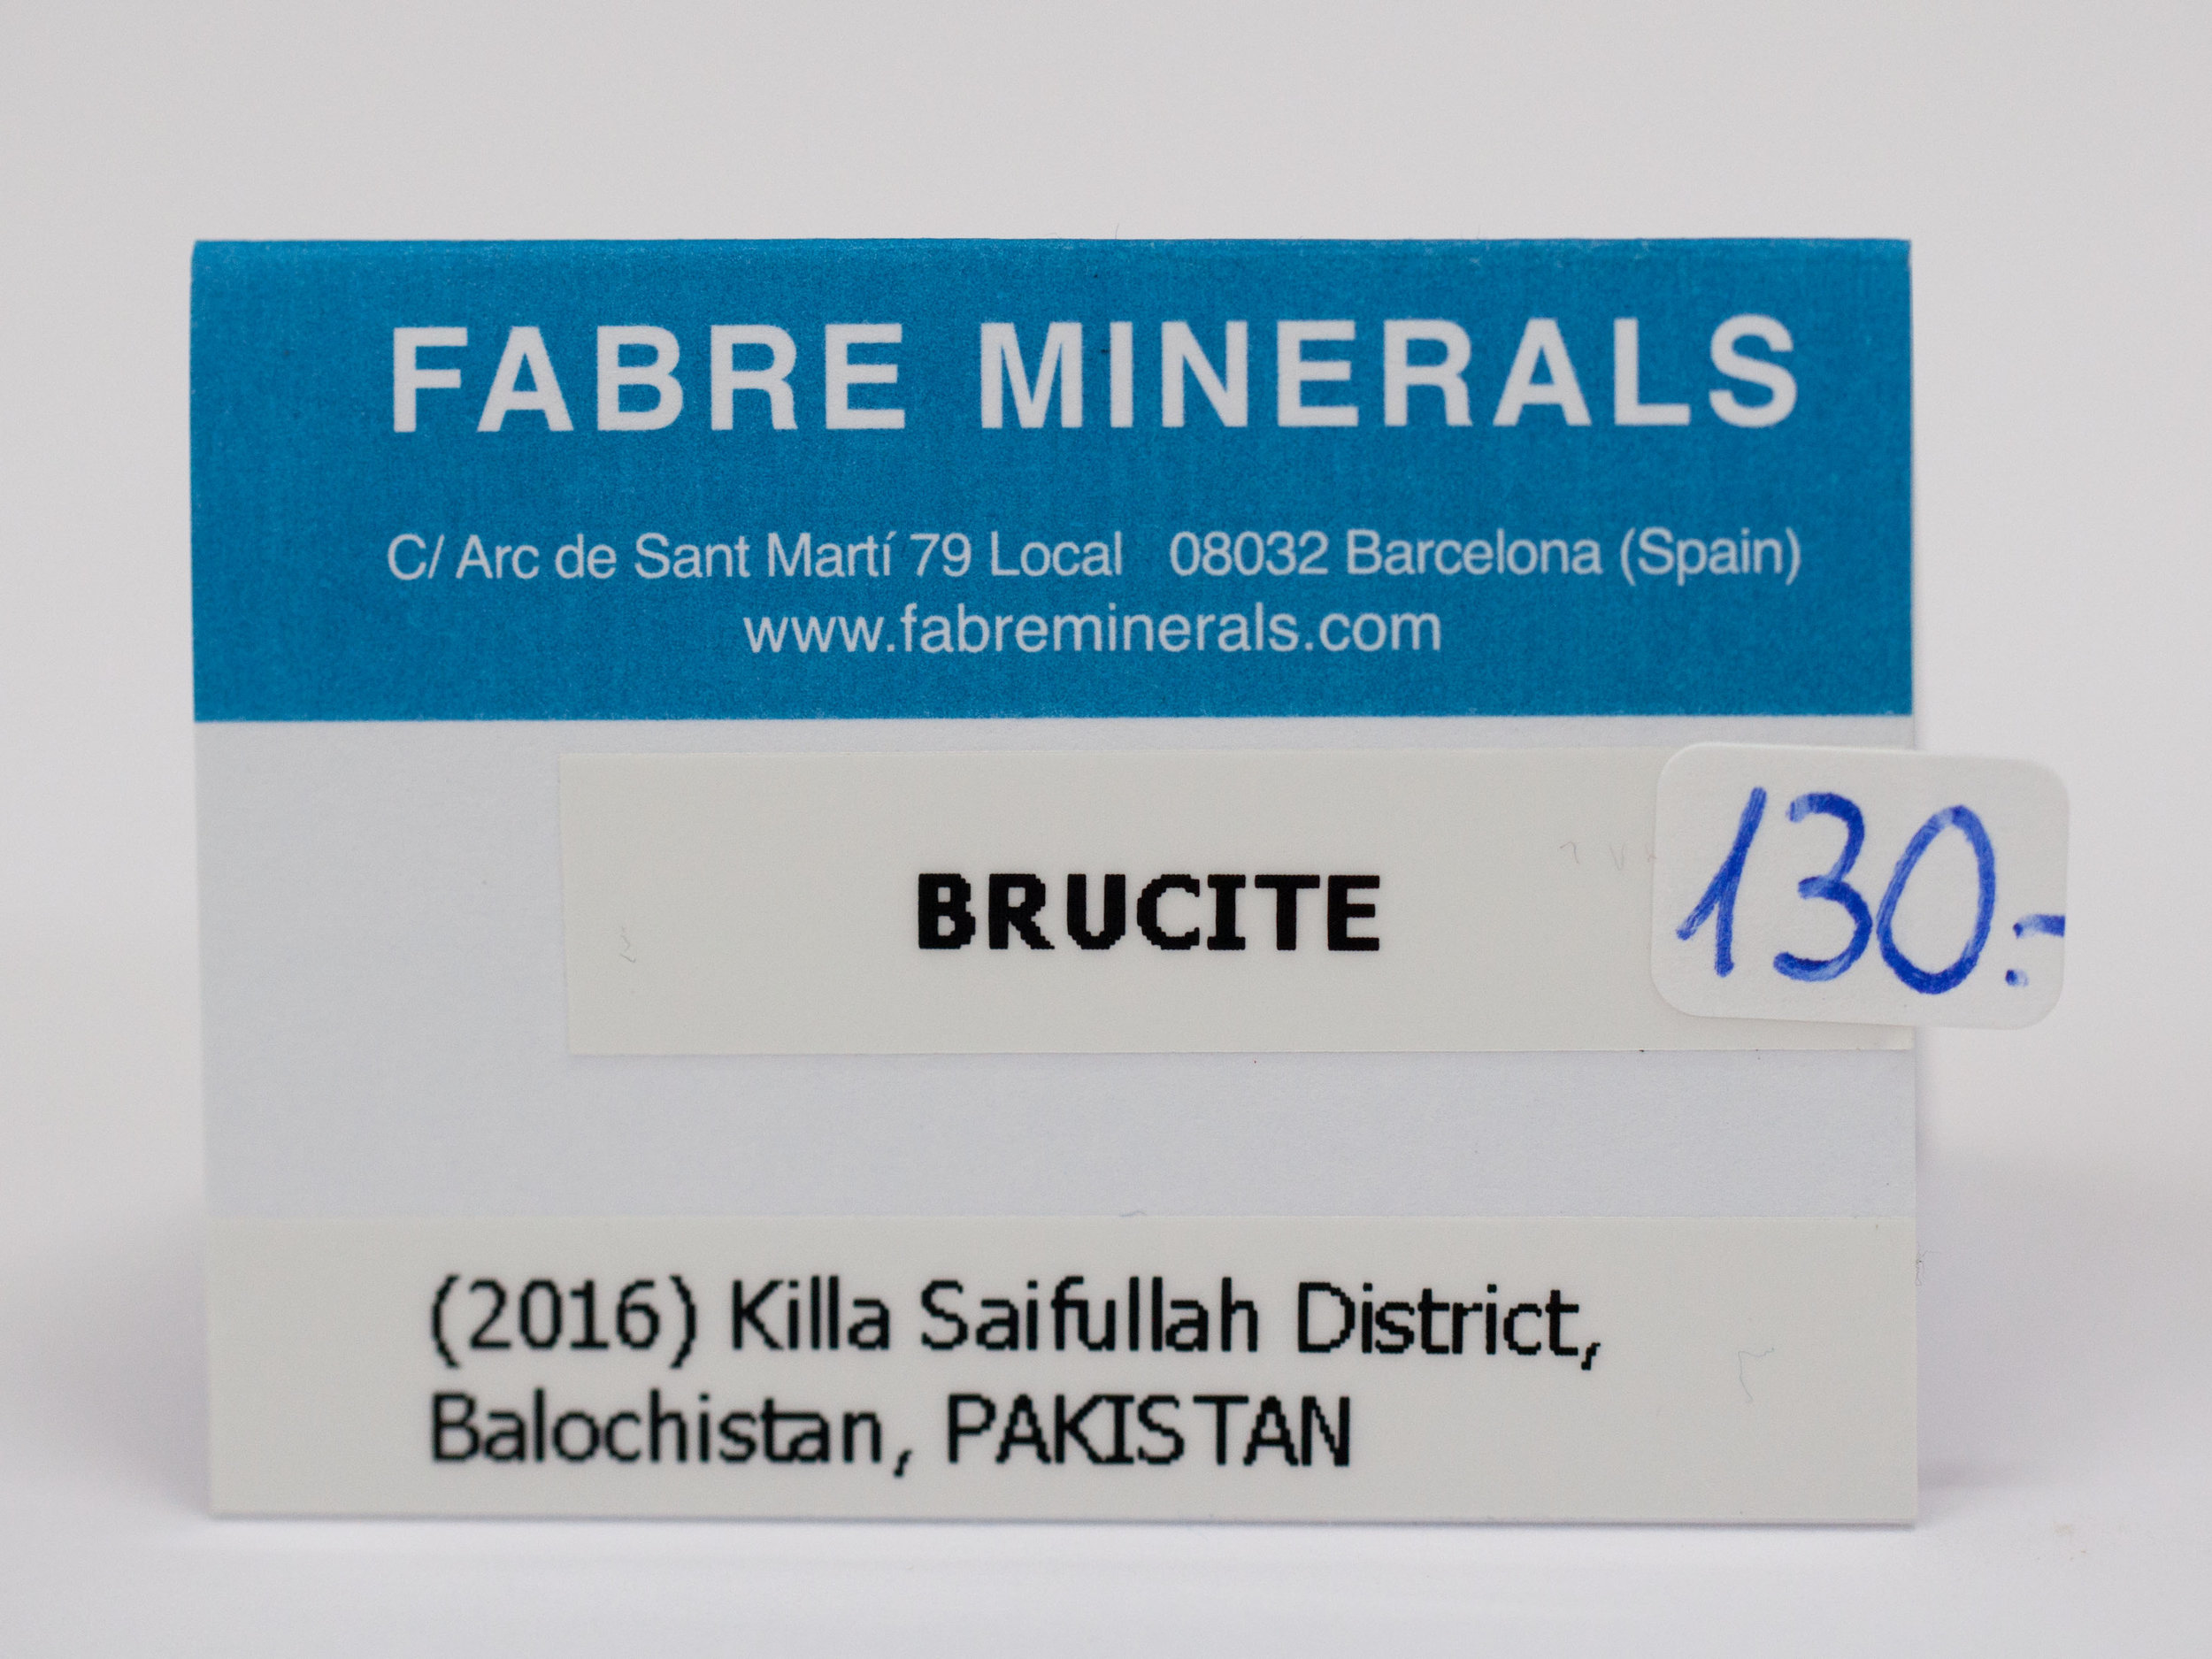 FABRE MINERALS
C/ Arc de Sant Martí 79 Local 08032 Barcelona (Spain)
www.fabreminerals.com
BRUCITE
130.-
(2016) Killa Saifullah District,
Balochistan, PAKISTAN